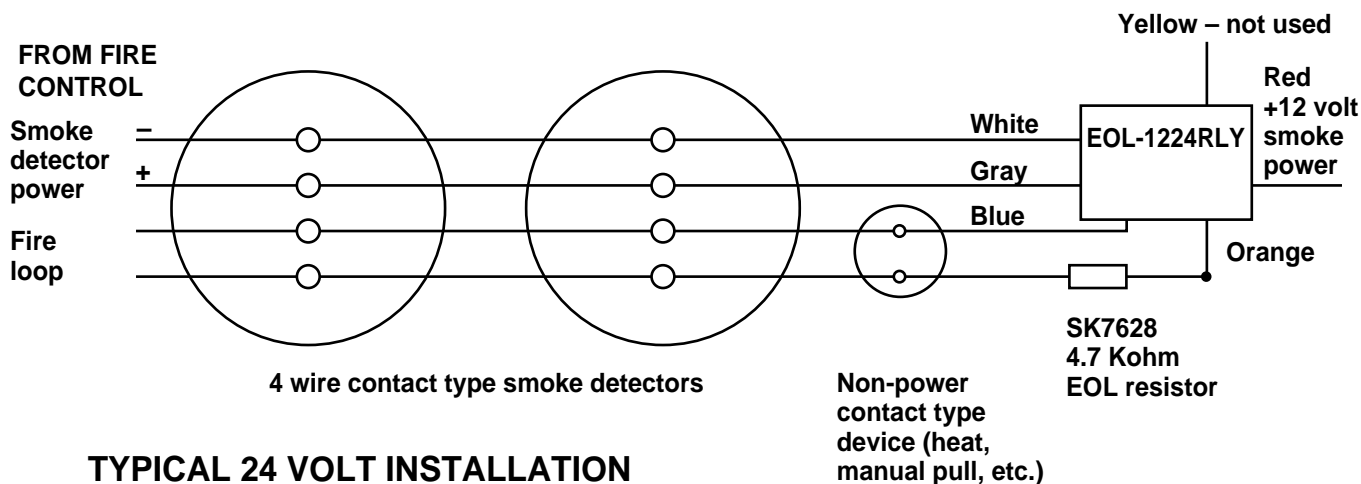 Yellow – not used
FROM FIRE
CONTROL
Smoke
detector
power
–
+
Fire
loop
White
Gray
Blue
EOL-1224RLY
Red
+12 volt
smoke
power
Orange
SK7628
4.7 Kohm
EOL resistor
4 wire contact type smoke detectors
Non-power
contact type
device (heat,
manual pull, etc.)
TYPICAL 24 VOLT INSTALLATION